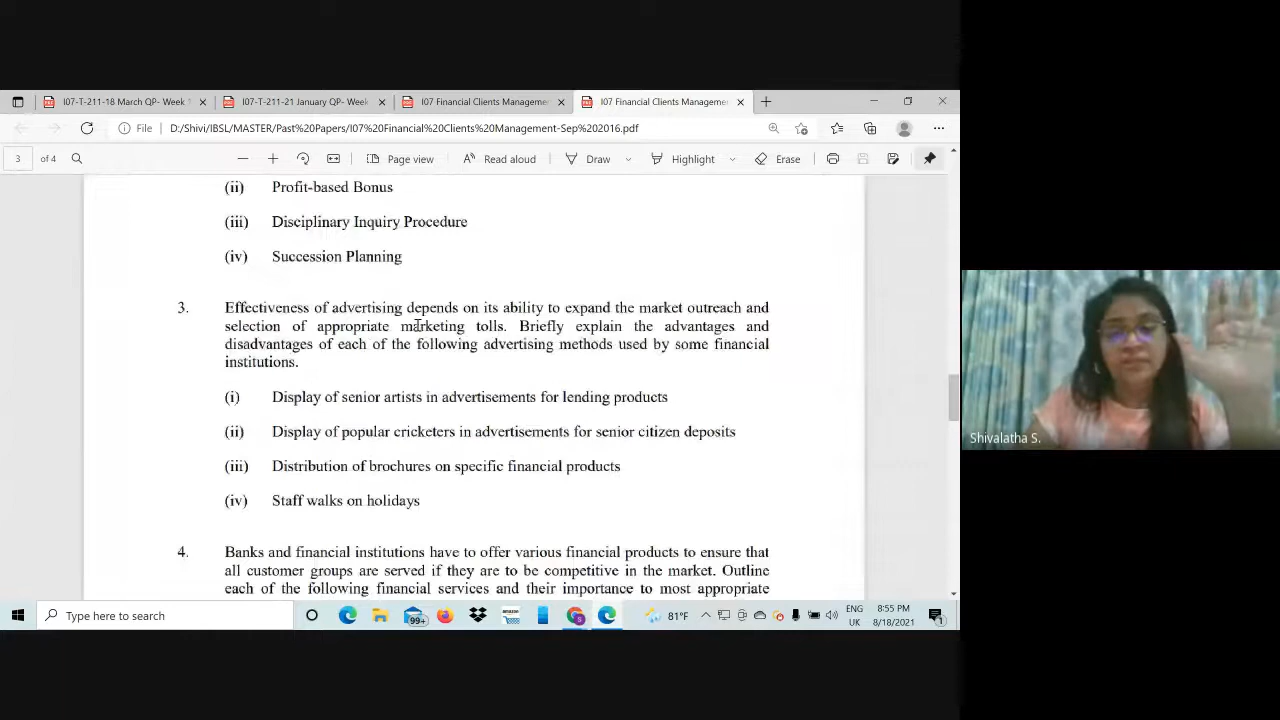 I07-T-211-18 March QP- Week
I07-T-211-21 January QP- Week
I07 Financial Clients Management
I07 Financial Clients Manageme
File
D:/Shivi/IBSL/MASTER/Past%20Papers/I07%20Financial%20Clients%20Management-Sep%202016.pdf
3 of 4
Page view
Read aloud
Draw
Highlight
Erase
(ii) Profit-based Bonus
(iii) Disciplinary Inquiry Procedure
(iv) Succession Planning
3. Effectiveness of advertising depends on its ability to expand the market outreach and
selection of appropriate marketing tolls. Briefly explain the advantages and
disadvantages of each of the following advertising methods used by some financial
institutions.
(i) Display of senior artists in advertisements for lending products
(ii) Display of popular cricketers in advertisements for senior citizen deposits
(iii) Distribution of brochures on specific financial products
(iv) Staff walks on holidays
4. Banks and financial institutions have to offer various financial products to ensure that
all customer groups are served if they are to be competitive in the market. Outline
each of the following financial services and their importance to most appropriate
Shivalatha S.
Type here to search
99+
amazon
81°F
ENG
UK
8:55 PM
8/18/2021
1